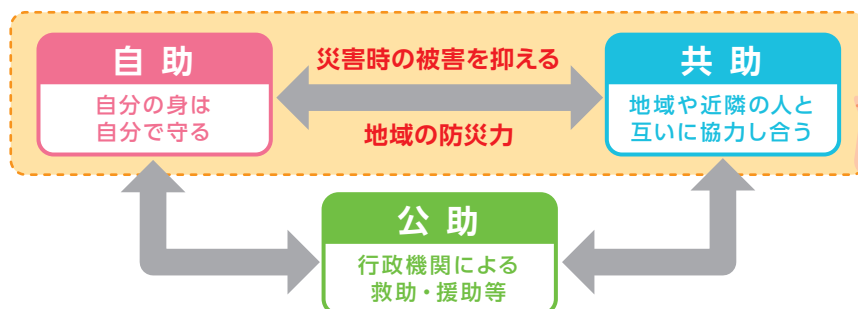 自助
自分の身は
自分で守る
災害時の被害を抑える
地域の防災力
共助
地域や近隣の人と
互いに協力し合う
公助
行政機関による
救助・援助等